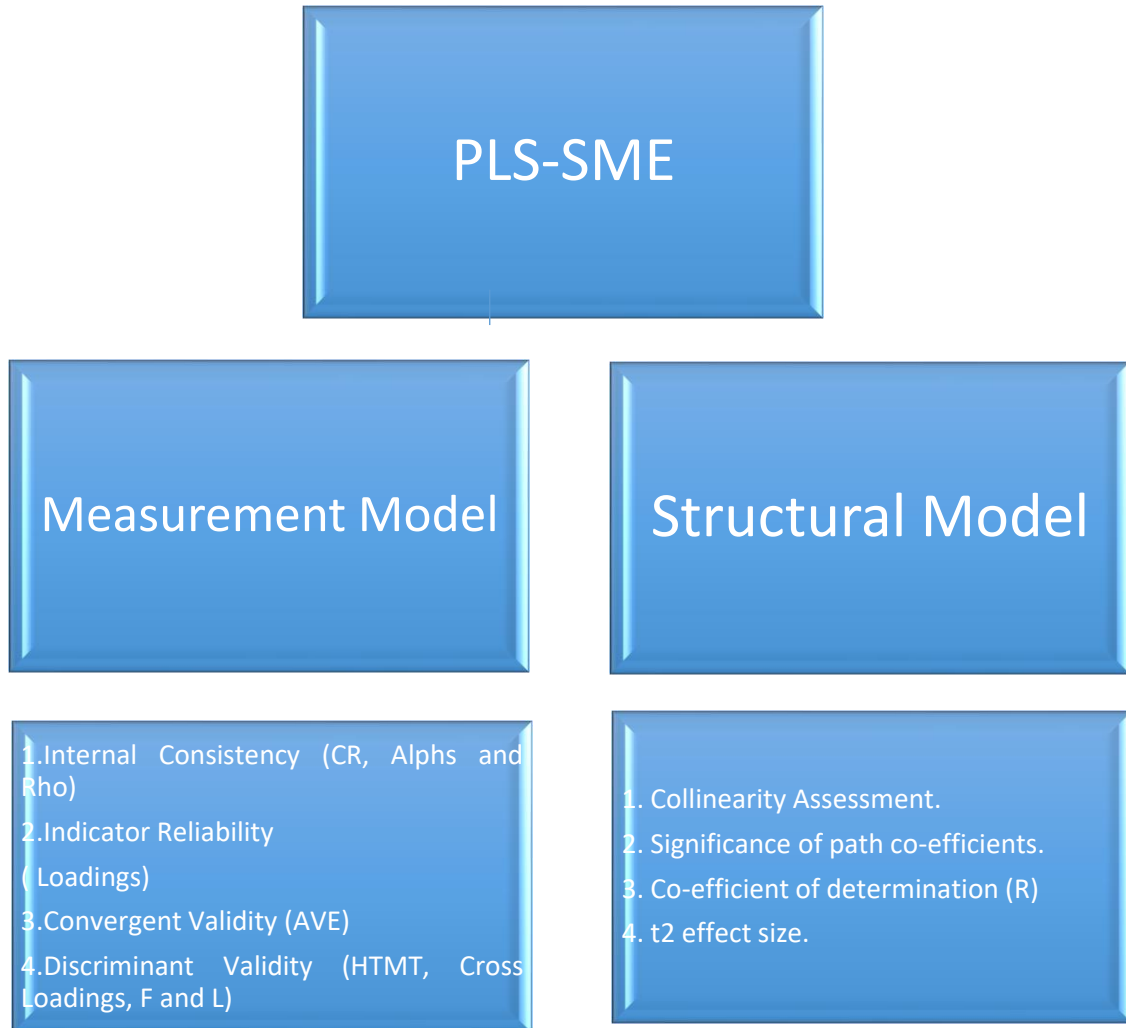 PLS-SME
Measurement Model
Structural Model
1.Internal Consistency (CR, Alphs and
Rho)
2.Indicator Reliability
( Loadings)
3.Convergent Validity (AVE)
4.Discriminant Validity (HTMT, Cross
Loadings, F and L)
1. Collinearity Assessment.
2. Significance of path co-efficients.
3. Co-efficient of determination (R)
4. t2 effect size.